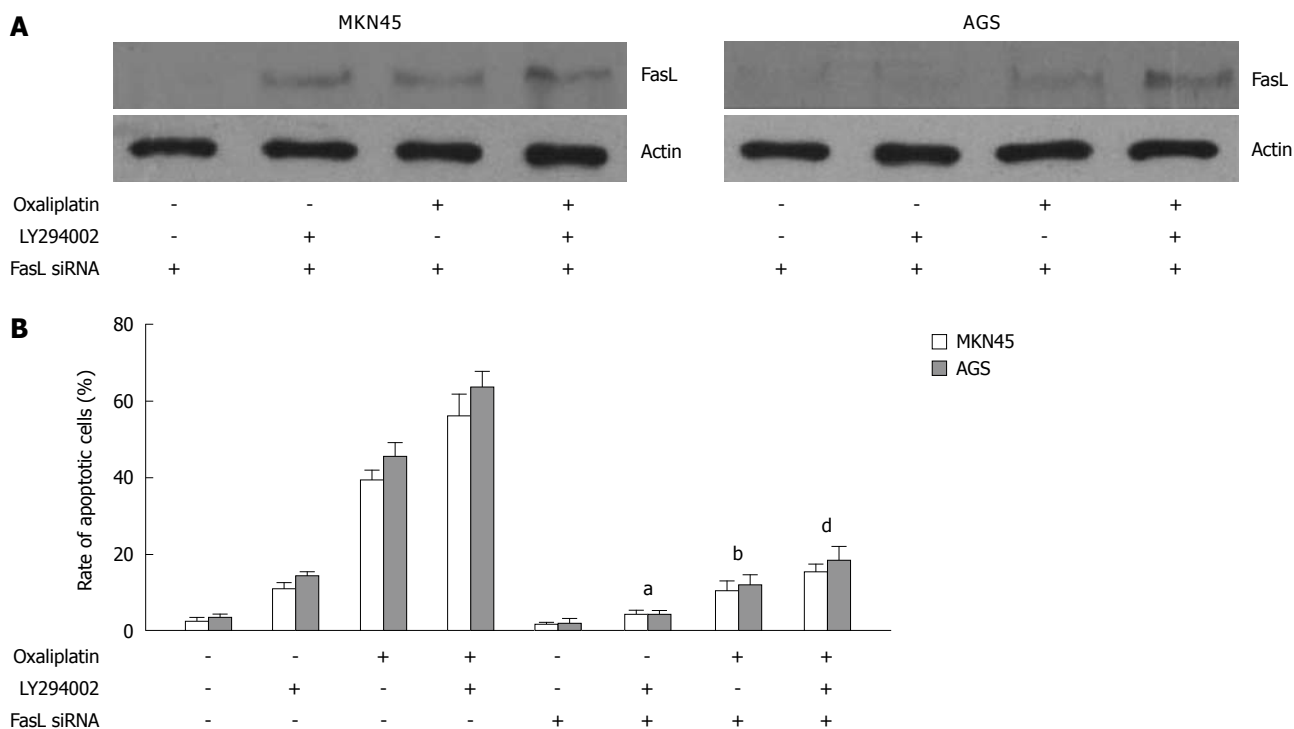 A
MKN45
AGS
FasL
FasL
Actin
Actin
Oxaliplatin - - + + - - + +
LY294002 - + - + - + - +
FasL siRNA + + + + + + + +
B
80
60
40
20
0
Rate of apoptotic cells (%)
MKN45
AGS
a
b
d
Oxaliplatin - - + + - - + +
LY294002 - + - + - + - +
FasL siRNA - - - - + + + +